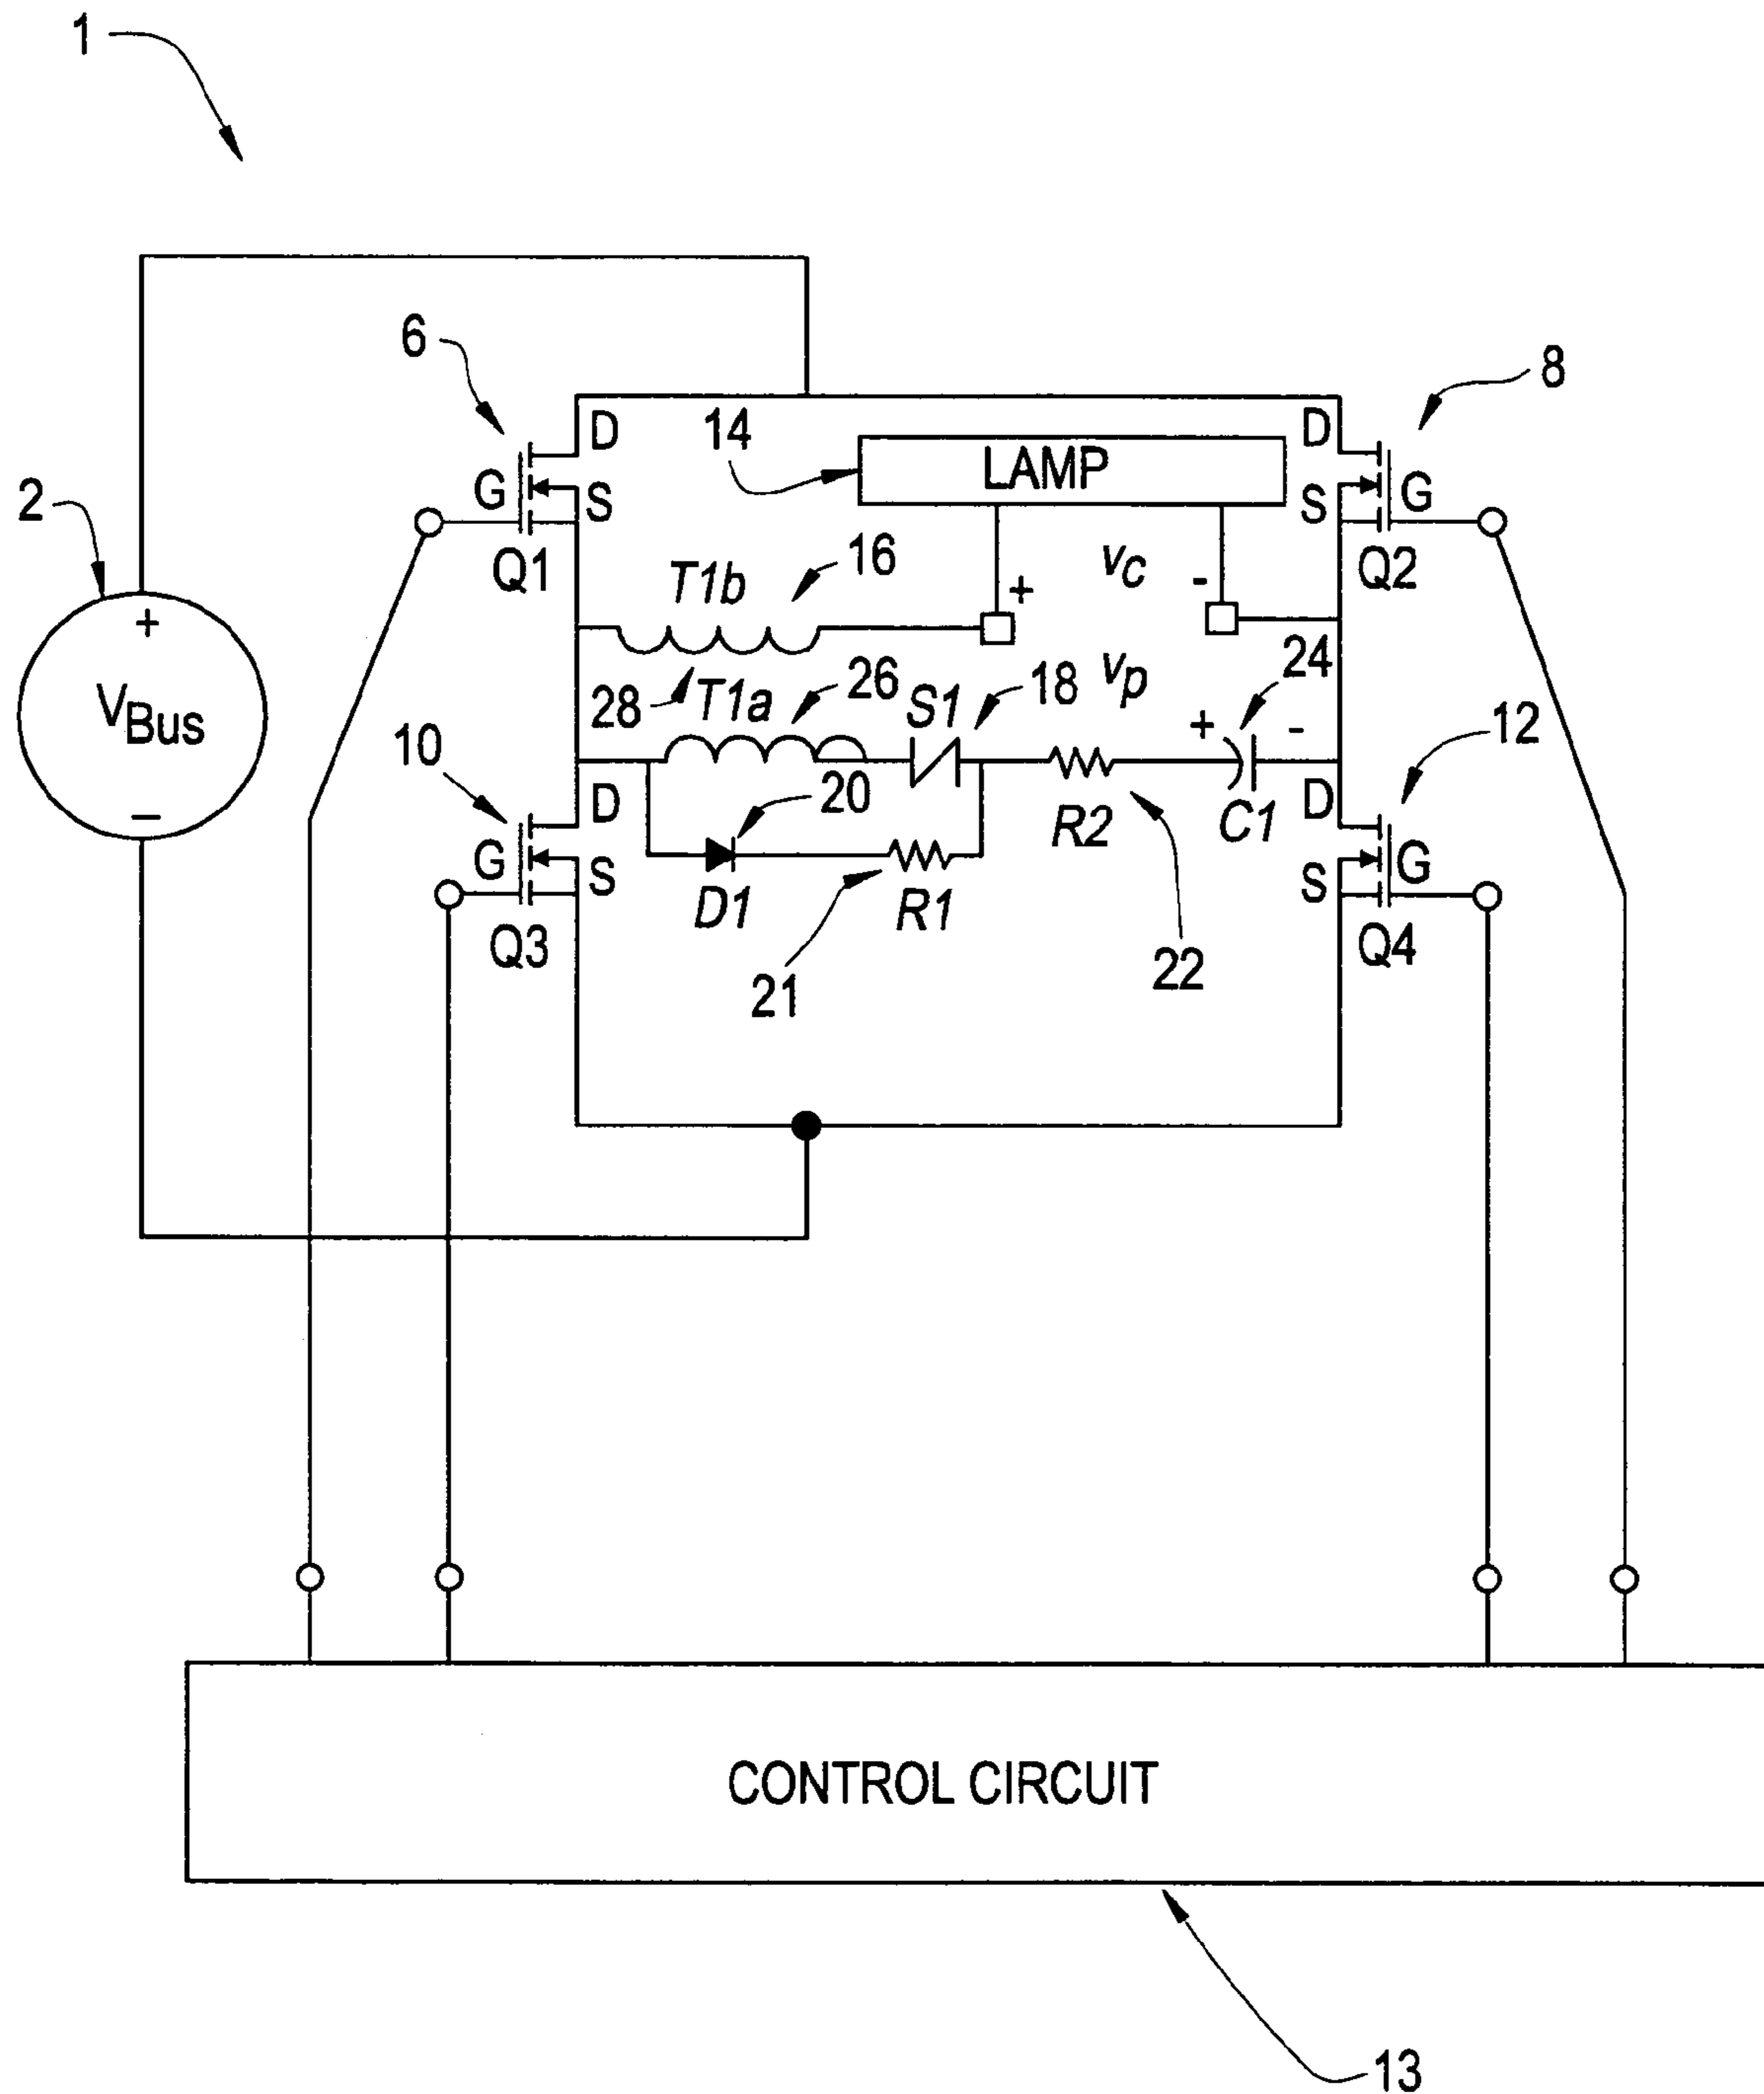 1
6
8
D
14
D
LAMP
G
S
S
G
2
Q1
16
Q2
T1b
+
vc
-
+
28
T1a
26
S1
18
vp
24
VBus
+
-
12
10
D
20
R2
C1
D
−
G
S
G
S
D1
R1
Q3
21
22
Q4
CONTROL CIRCUIT
13